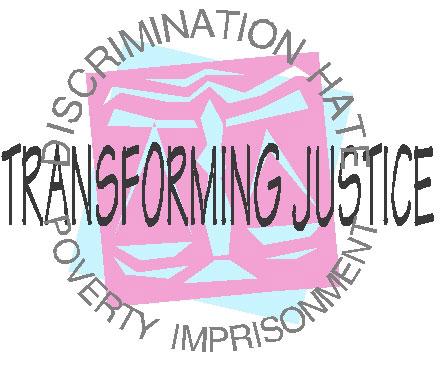 DISCRIMINATION HATE
TRANSFORMING JUSTICE
POVERTY IMPRISONMENT